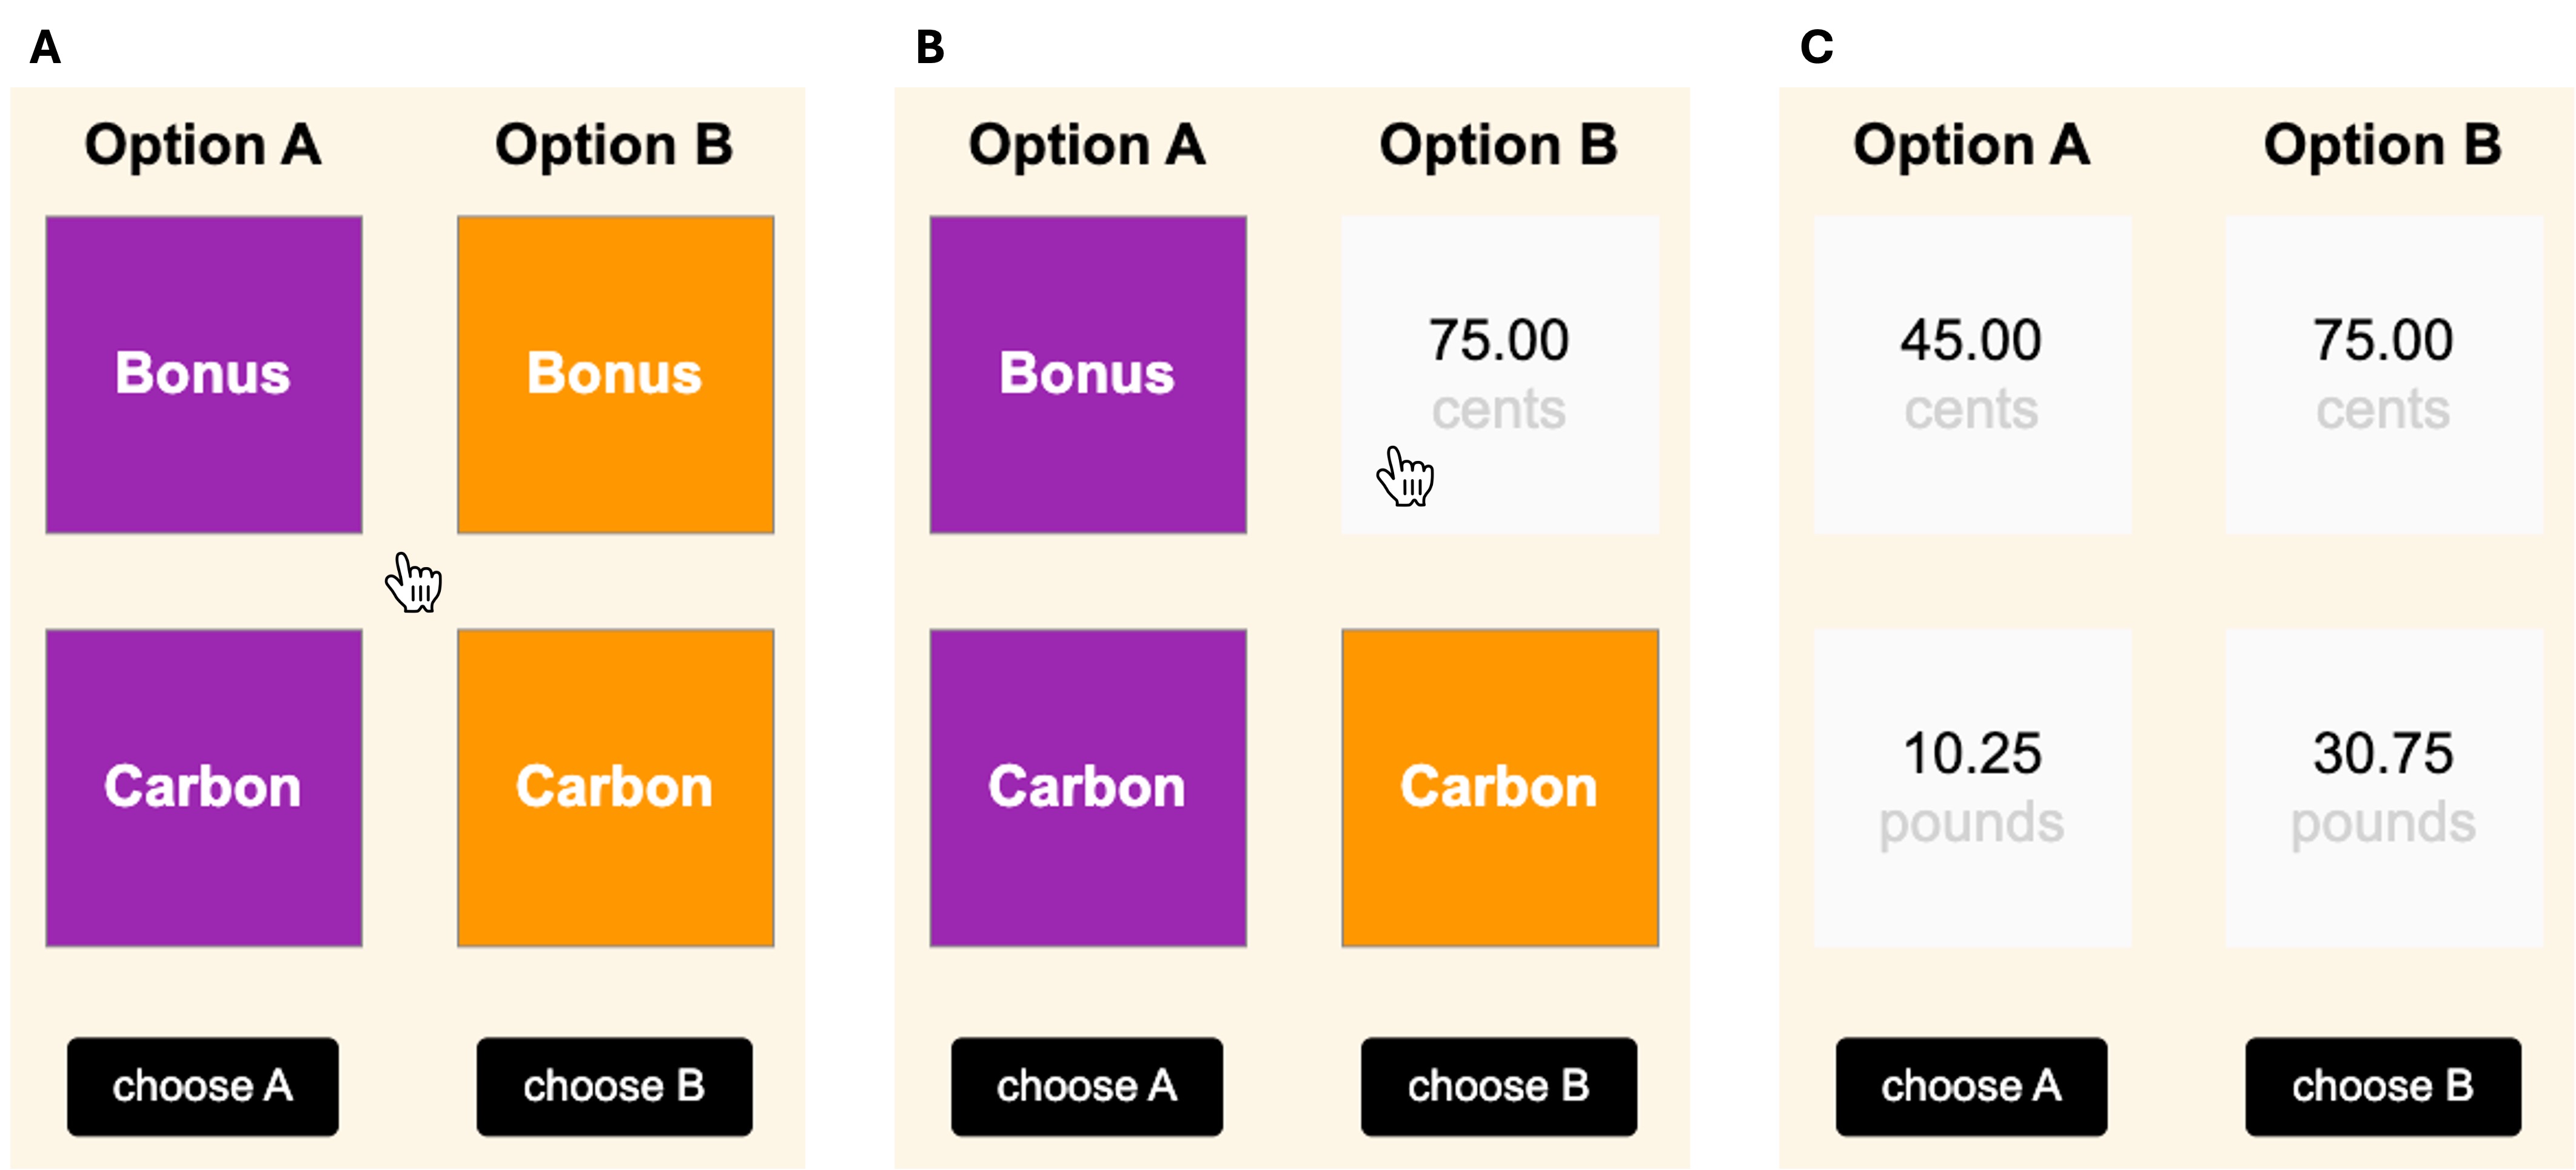 A
Option A Option B
Bonus Bonus
Carbon Carbon
choose A choose B
B
Option A Option B
Bonus 75.00
cents
Carbon Carbon
choose A choose B
C
Option A Option B
45.00 75.00
cents cents
10.25 30.75
pounds pounds
choose A choose B